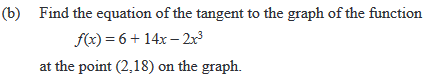 (b) Find the equation of the tangent to the graph of the function
f(x) = 6 + 14x – 2x³
at the point (2,18) on the graph.